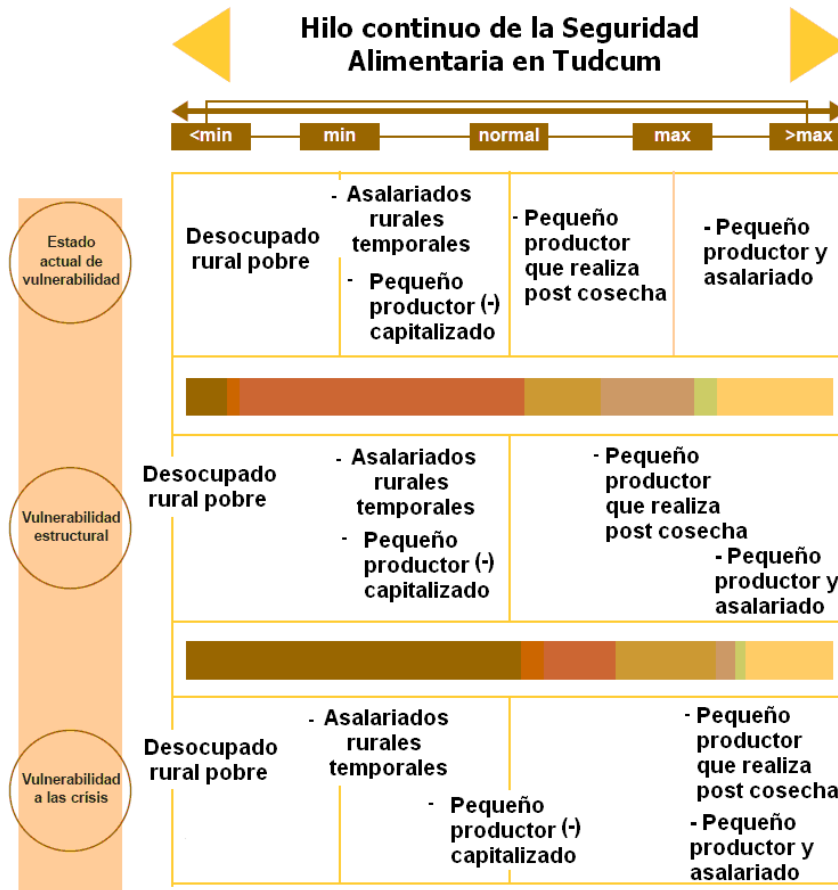 Hilo continuo de la Seguridad
Alimentaria en Tudcum
<min min normal max >max
Estado
actual de
vulnerabilidad
Desocupado
rural pobre
- Asalariados
rurales
temporales
- Pequeño
productor (-)
capitalizado
- Pequeño
productor
que realiza
post cosecha
- Pequeño
productor y
asalariado
Vulnerabilidad
estructural
Desocupado
rural pobre
- Asalariados
rurales
temporales
- Pequeño
productor (-)
capitalizado
- Pequeño
productor
que realiza
post cosecha
- Pequeño
productor y
asalariado
Vulnerabilidad
a las crisis
Desocupado
rural pobre
- Asalariados
rurales
temporales
- Pequeño
productor (-)
capitalizado
- Pequeño
productor
que realiza
post cosecha
- Pequeño
productor y
asalariado